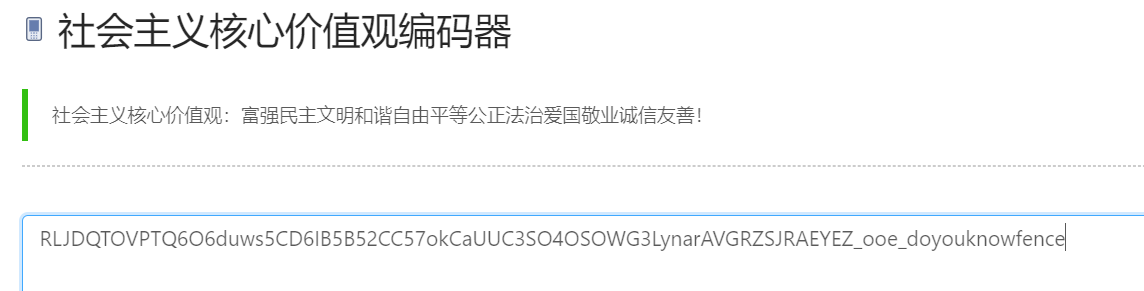 社会主义核心价值观编码器
社会主义核心价值观：富强民主文明和谐自由平等公正法治爱国敬业诚信友善！
RLJDQTOVPTQ6O6duws5CD6IB5B52CC57okCaUUC3SO4OSOWG3LynarAVGRZSJRAEYEZ_ooe_doyouknowfence